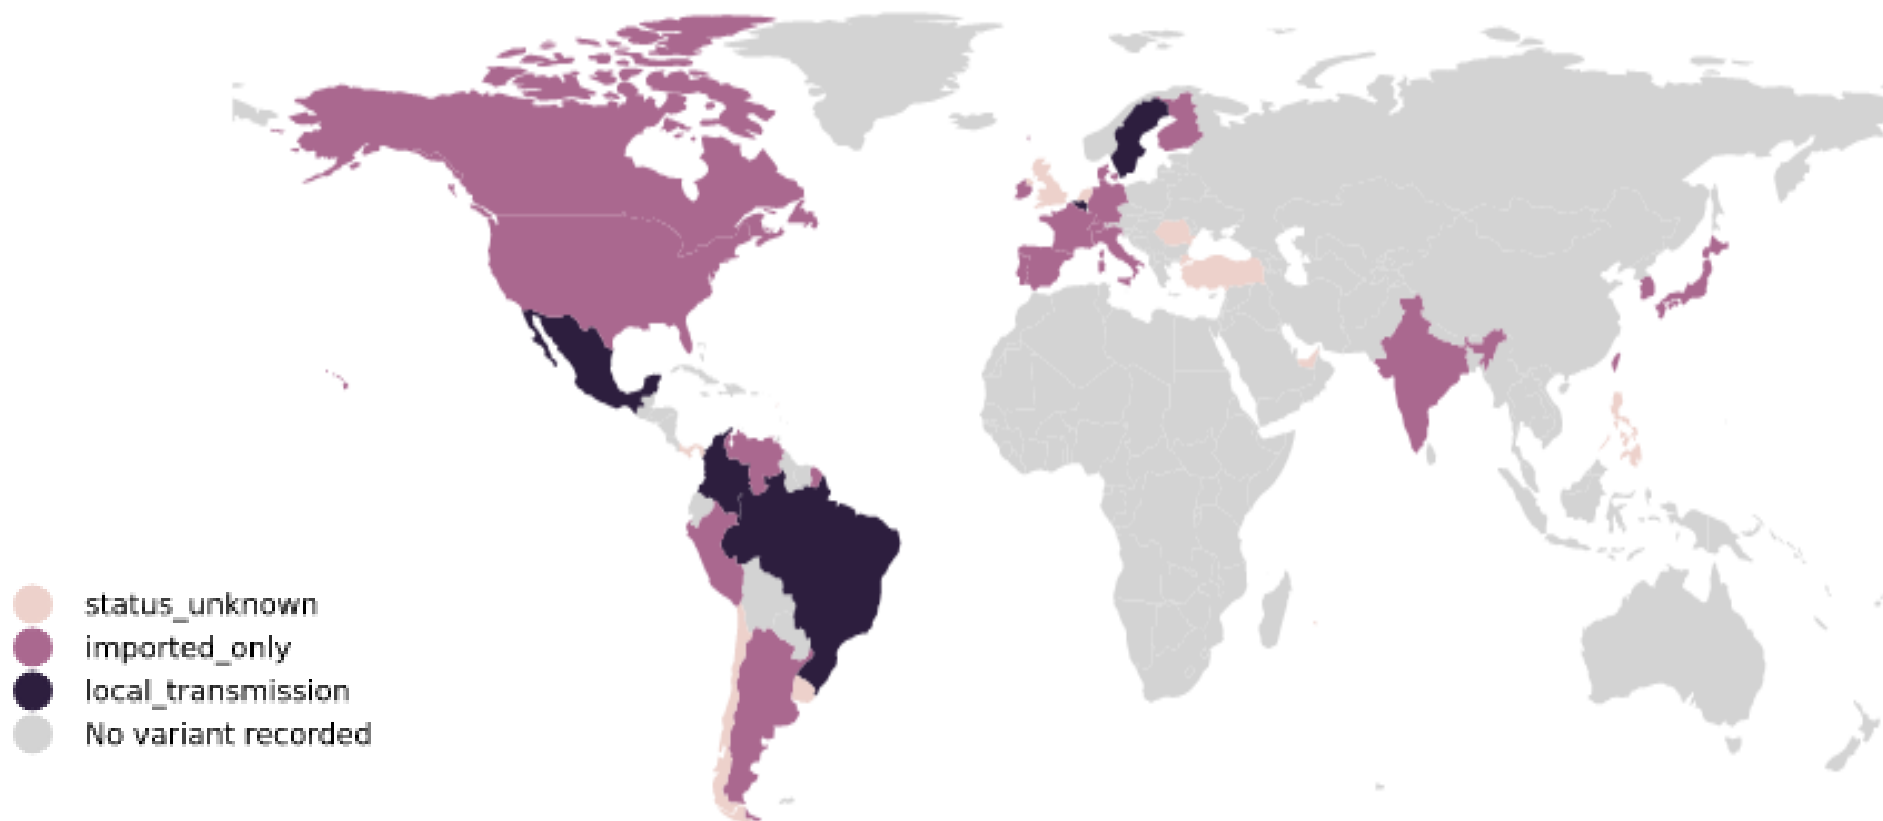 status_unknown
imported_only
local_transmission
No variant recorded